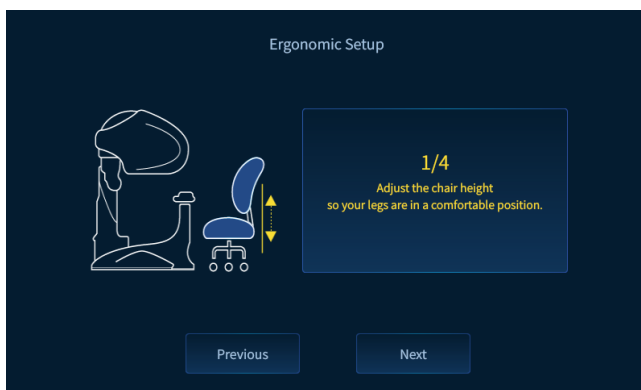 Ergonomic Setup
1/4
Adjust the chair height
so your legs are in a comfortable position.
Previous
Next